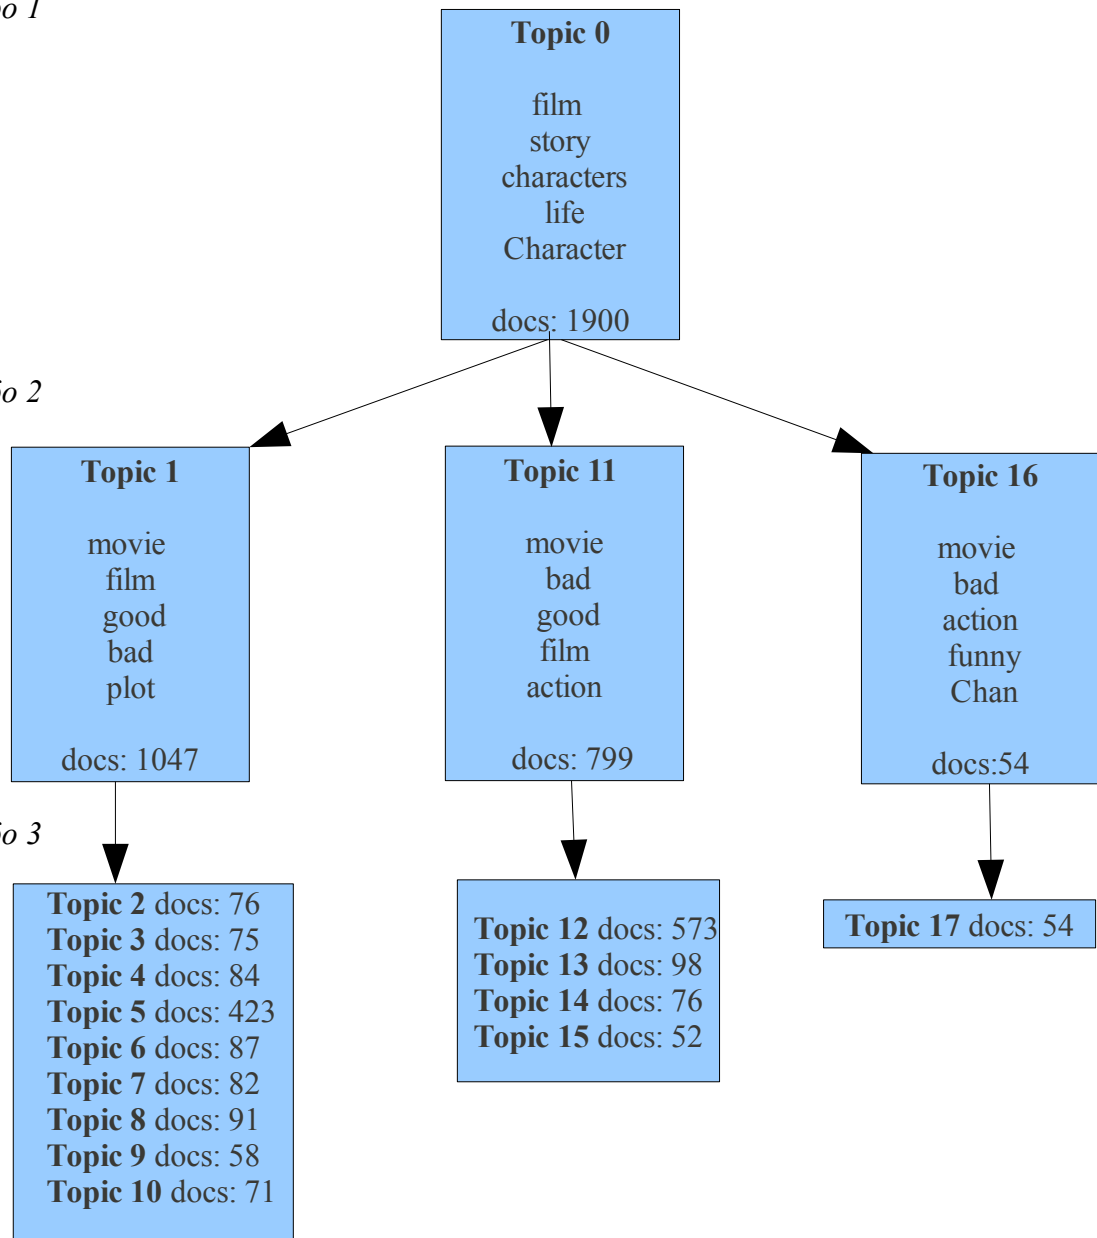 1
Topic 0
film
story
characters
life
Character
docs: 1900
2
Topic 1
movie
film
good
bad
plot
docs: 1047
Topic 11
movie
bad
good
film
action
docs: 799
Topic 16
movie
bad
action
funny
Chan
docs:54
3
Topic 2 docs: 76
Topic 3 docs: 75
Topic 4 docs: 84
Topic 5 docs: 423
Topic 6 docs: 87
Topic 7 docs: 82
Topic 8 docs: 91
Topic 9 docs: 58
Topic 10 docs: 71
Topic 12 docs: 573
Topic 13 docs: 98
Topic 14 docs: 76
Topic 15 docs: 52
Topic 17 docs: 54